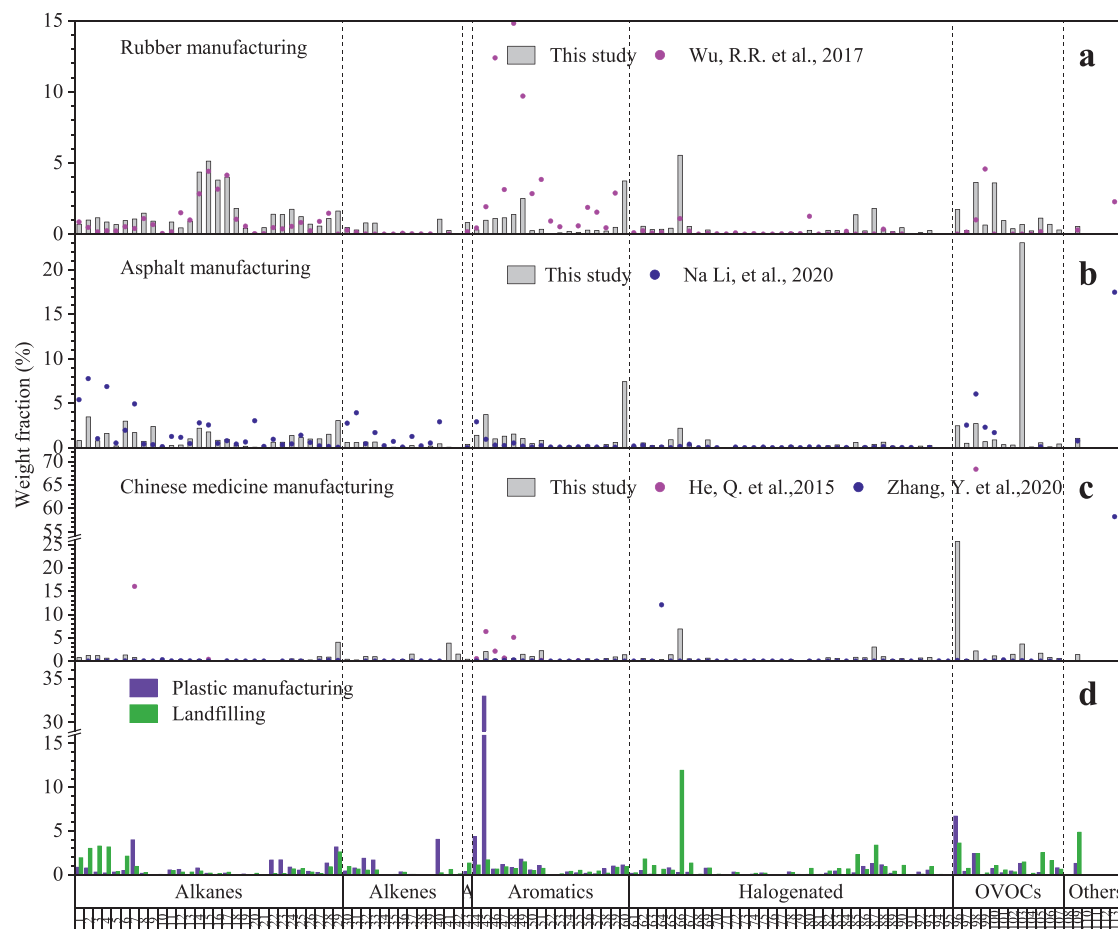 15
Rubber manufacturing
This study
Wu, R.R. et al., 2017
a
10
5
0
Asphalt manufacturing
This study
Na Li, et al., 2020
b
20
15
10
5
0
Weight fraction (%)
70
65
60
55
Chinese medicine manufacturing
This study
He, Q. et al.,2015
Zhang, Y. et al.,2020
c
25
20
15
10
5
0
35
30
Plastic manufacturing
Landfilling
d
15
10
5
0
Alkanes
Alkenes
A
Aromatics
Halogenated
OVOCs
Others